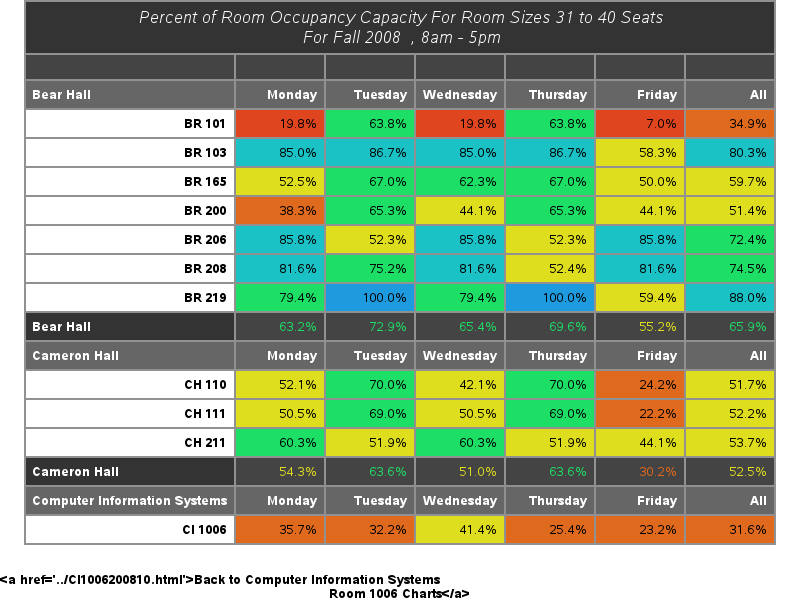 Percent of Room Occupancy Capacity For Room Sizes 31 to 40 Seats
For Fall 2008  , 8am - 5pm
Bear Hall Monday Tuesday Wednesday Thursday Friday All
BR 101 19.8% 63.8% 19.8% 63.8% 7.0% 34.9%
BR 103 85.0% 86.7% 85.0% 86.7% 58.3% 80.3%
BR 165 52.5% 67.0% 62.3% 67.0% 50.0% 59.7%
BR 200 38.3% 65.3% 44.1% 65.3% 44.1% 51.4%
BR 206 85.8% 52.3% 85.8% 52.3% 85.8% 72.4%
BR 208 81.6% 75.2% 81.6% 52.4% 81.6% 74.5%
BR 219 79.4% 100.0% 79.4% 100.0% 59.4% 88.0%
Bear Hall 63.2% 72.9% 65.4% 69.6% 55.2% 65.9%
Cameron Hall Monday Tuesday Wednesday Thursday Friday All
CH 110 52.1% 70.0% 42.1% 70.0% 24.2% 51.7%
CH 111 50.5% 69.0% 50.5% 69.0% 22.2% 52.2%
CH 211 60.3% 51.9% 60.3% 51.9% 44.1% 53.7%
Cameron Hall 54.3% 63.6% 51.0% 63.6% 30.2% 52.5%
Computer Information Systems Monday Tuesday Wednesday Thursday Friday All
CI 1006 35.7% 32.2% 41.4% 25.4% 23.2% 31.6%
<a href='../CI1006200810.html'>Back to Computer Information Systems
Room 1006 Charts</a>